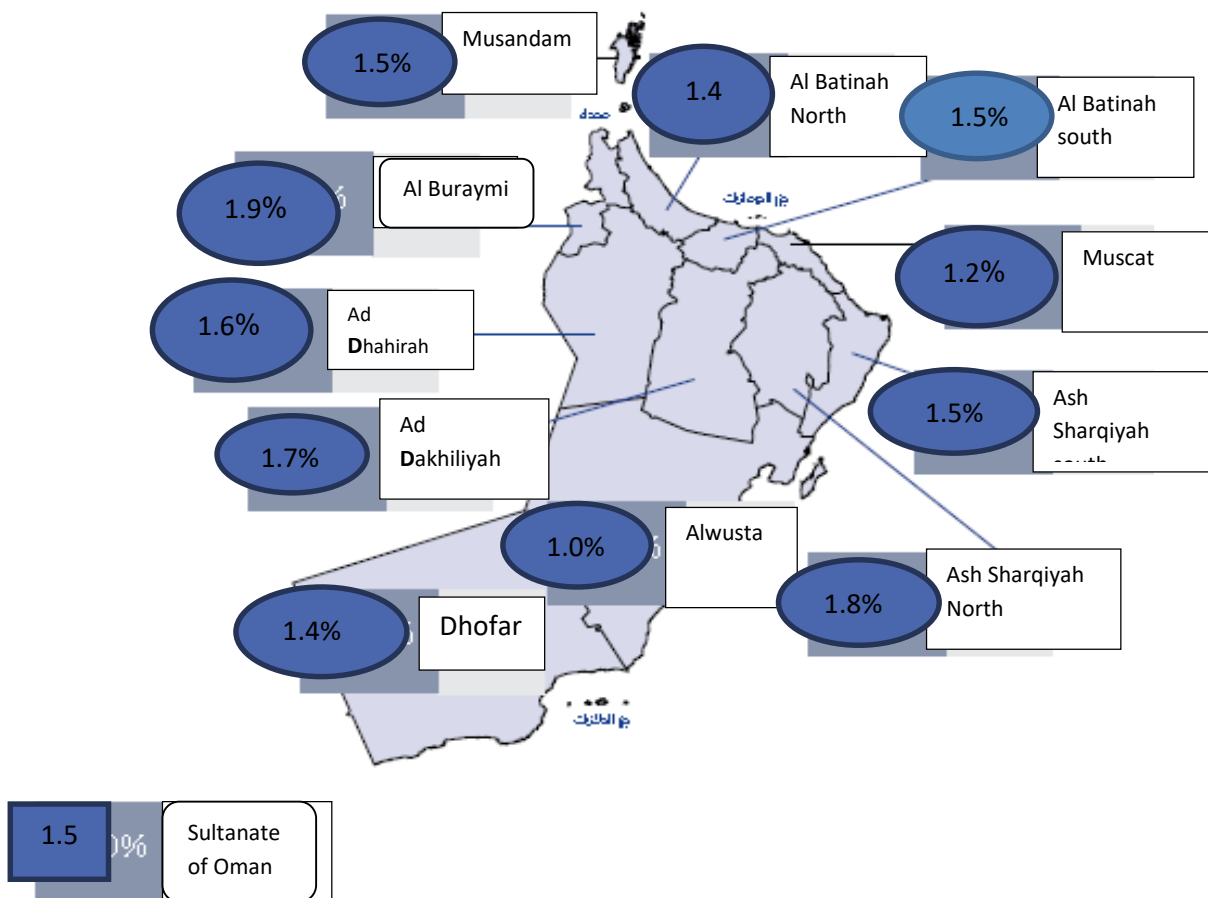 1.5%
Musandam
1.4
Al Batinah
North
1.5%
Al Batinah
south
1.9%
Al Buraymi
1.2%
Muscat
1.6%
Ad
Dhahirah
1.5%
Ash
Sharqiyah
south
1.7%
Ad
Dakhiliyah
1.0%
%
Alwusta
1.8%
Ash Sharqiyah
North
1.4%
Dhofar
1.5
0%
Sultanate
of Oman